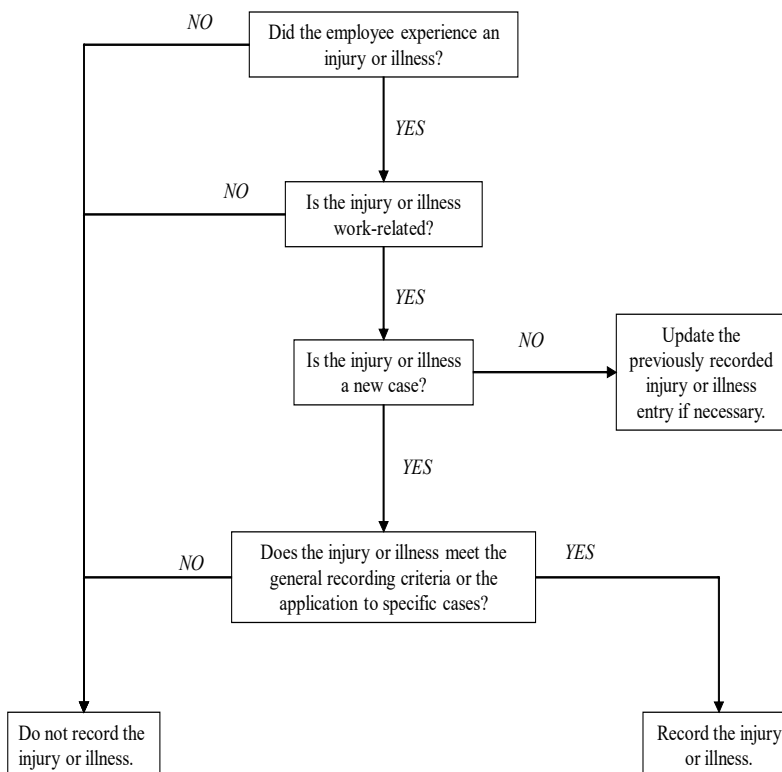 NO
Did the employee experience an
injury or illness?
YES
NO
Is the injury or illness
work-related?
YES
Is the injury or illness
a new case?
NO
Update the
previously recorded
injury or illness
entry if necessary.
YES
NO
Does the injury or illness meet the
general recording criteria or the
application to specific cases?
YES
Do not record the
injury or illness.
Record the injury
or illness.